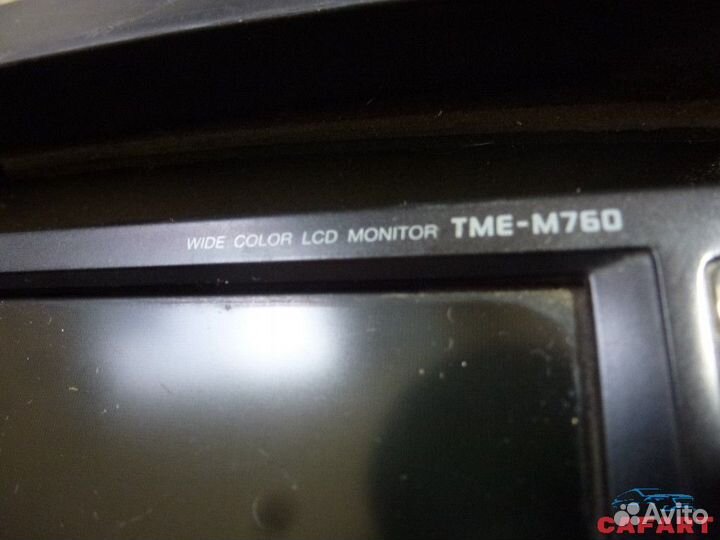 WIDE COLOR LCD MONITOR TME-M760
Avito
CAFART